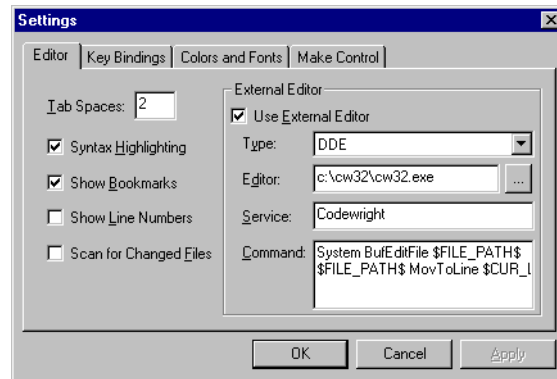 Settings
Editor Key Bindings Colors and Fonts Make Control
Tab Spaces: 2
Syntax Highlighting
Show Bookmarks
Show Line Numbers
Scan for Changed Files
External Editor
Use External Editor
Type: DDE
Editor: c:\cw32\cw32.exe ...
Service: Codewright
Command: System BufEditFile $FILE_PATH$
$FILE_PATH$ MovToLine $CUR_L
OK Cancel Apply